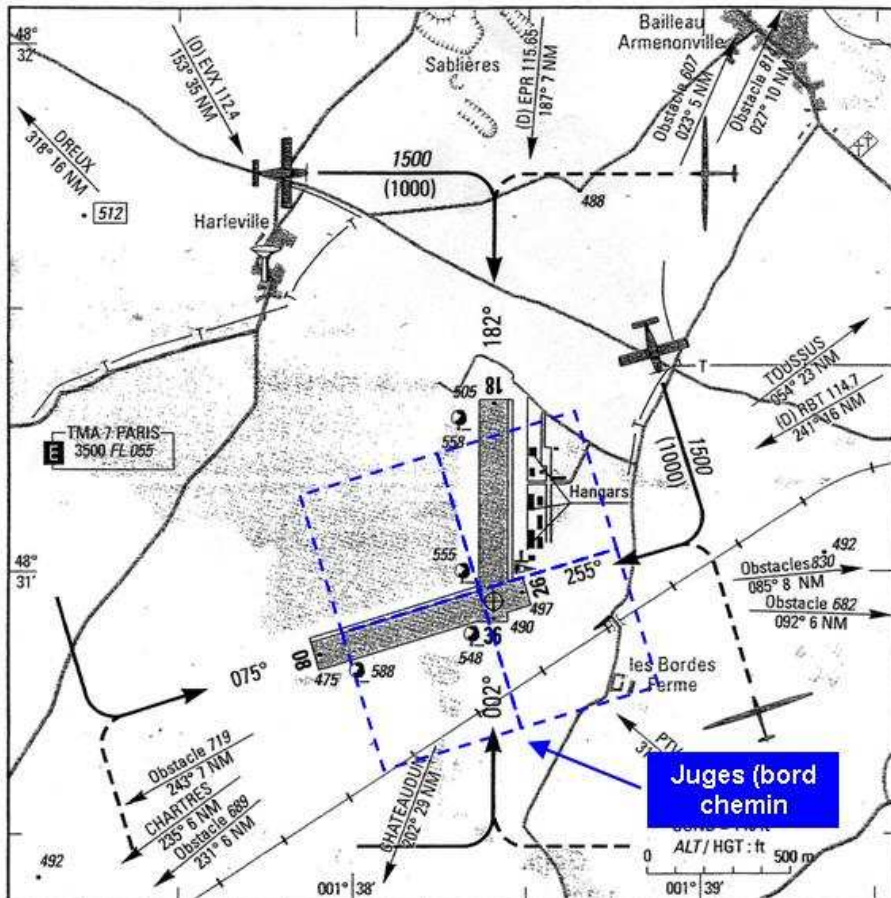 48°
32'
(D) EVX 112.4
153° 35 NM
DREUX
318° 16 NM
512
Harleville
Sablières
(D) EPR 115.65
187° 7 NM
Bailleau
Armenonville
Obstacle 607
023° 5 NM
027° 10 NM
1500
(1000)
488
182°
18
505
558
TMA 7 PARIS
3500 FL 055
E
Hangars
TOUSSUS
054° 23 NM
(D) RBT 114.7
241° 16 NM
1500
(1000)
48°
31'
555
255°
26
497
490
36
548
08
475
588
075°
002°
492
Obstacles 830
085° 8 NM
Obstacle 682
092° 6 NM
les Bordes
Ferme
Obstacle 719
243° 7 NM
CHARTRES
235° 6 NM
Obstacle 689
231° 6 NM
CHATEAUDUN
202° 29 NM
Juges (bord
chemin
ALT / HGT : ft
0 500 m
492
001° 38'
001° 39'